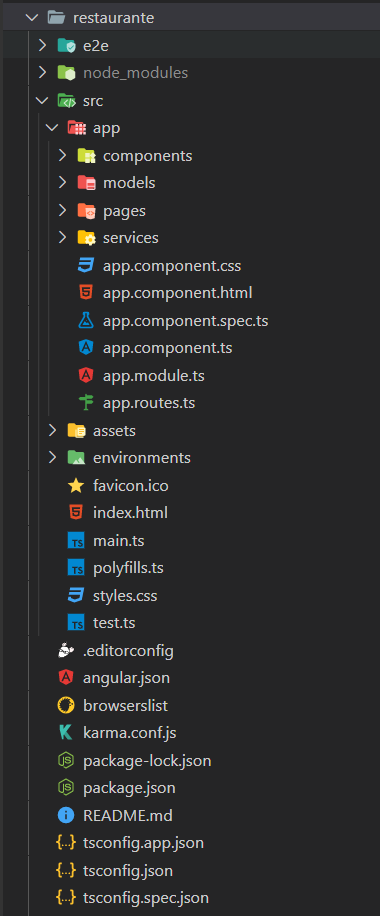 restaurante
e2e
node_modules
src
app
components
models
pages
services
app.component.css
app.component.html
app.component.spec.ts
app.component.ts
app.module.ts
app.routes.ts
assets
environments
favicon.ico
index.html
main.ts
polyfills.ts
styles.css
test.ts
.editorconfig
angular.json
browserslist
karma.conf.js
package-lock.json
package.json
README.md
tsconfig.app.json
tsconfig.json
tsconfig.spec.json